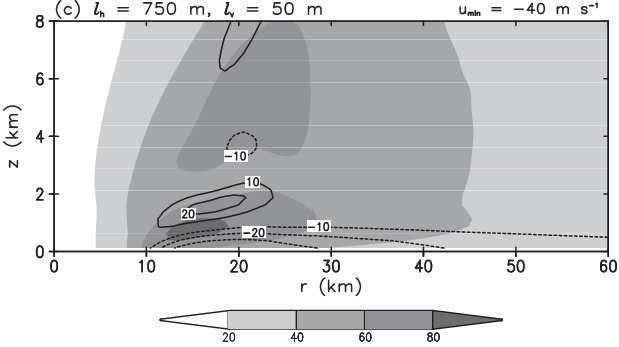 (c) lₕ = 750 m, lᵥ = 50 m
uₘᵢₙ = −40 m s⁻¹
8
6
4
2
0
z (km)
−10
10
20
−10
−20
0 10 20 30 40 50 60
r (km)
20 40 60 80